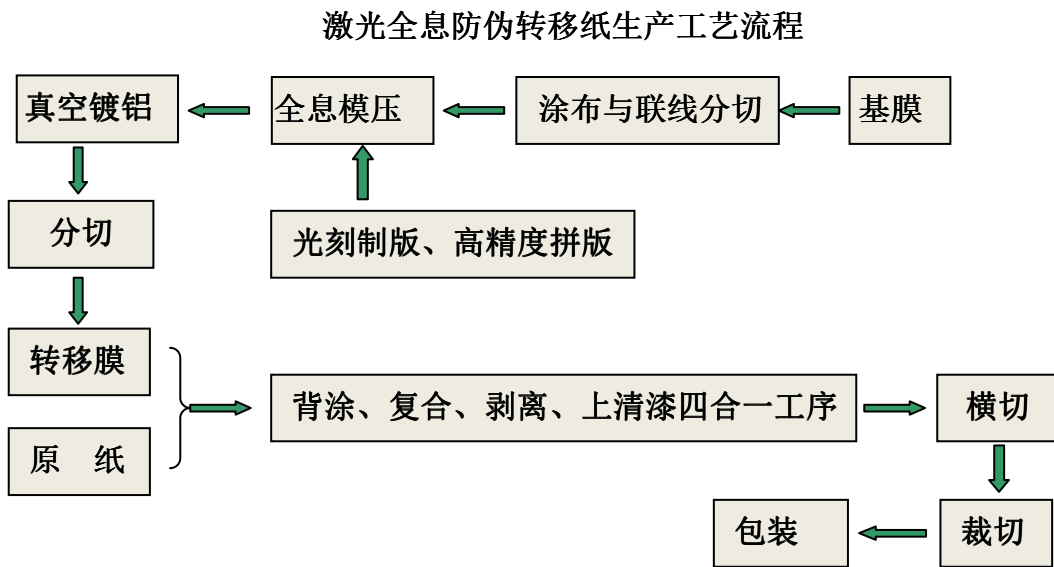 激光全息防伪转移纸生产工艺流程
真空镀铝
全息模压
涂布与联线分切
基膜
分切
光刻制版、高精度拼版
转移膜
背涂、复合、剥离、上清漆四合一工序
横切
原 纸
包装
裁切